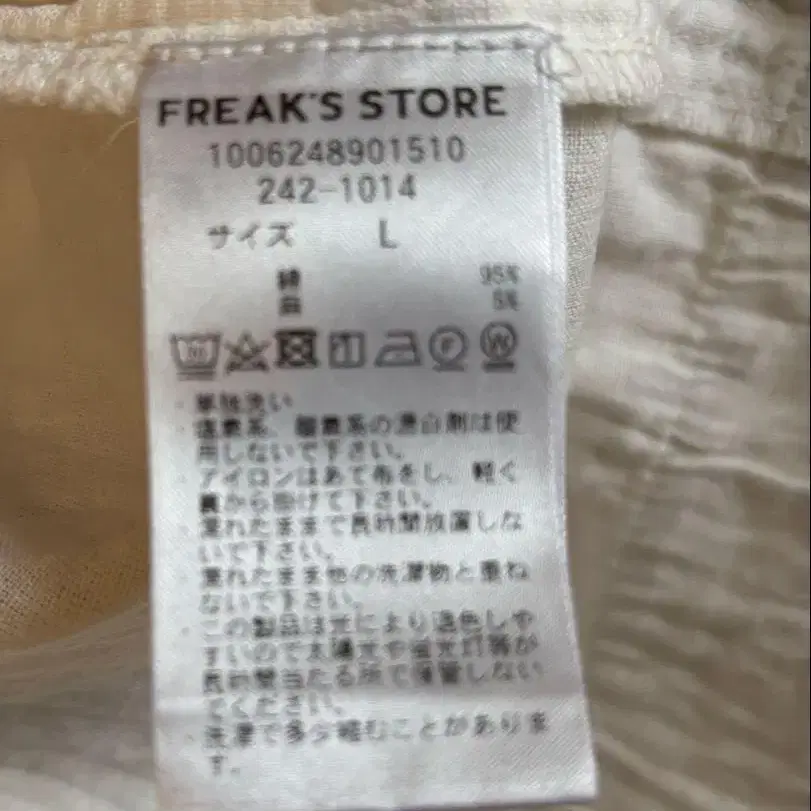 FREAK'S STORE
1006248901510
242-1014
サイズ L
綿 95%
5%
F W
・単独洗い
・塩素系、酸素系の漂白剤は使
用しないで下さい。
・アイロンはあて布をし、軽く
裏から掛けて下さい。
・濡れたままで長時間放置しな
いで下さい。
・濡れたまま他の洗濯物と重ね
ないで下さい。
・この製品は光により退色しや
すいので太陽光や蛍光灯等が
長時間当たる所で保管しない
でください。
・洗濯で多少縮むことがありま
す。